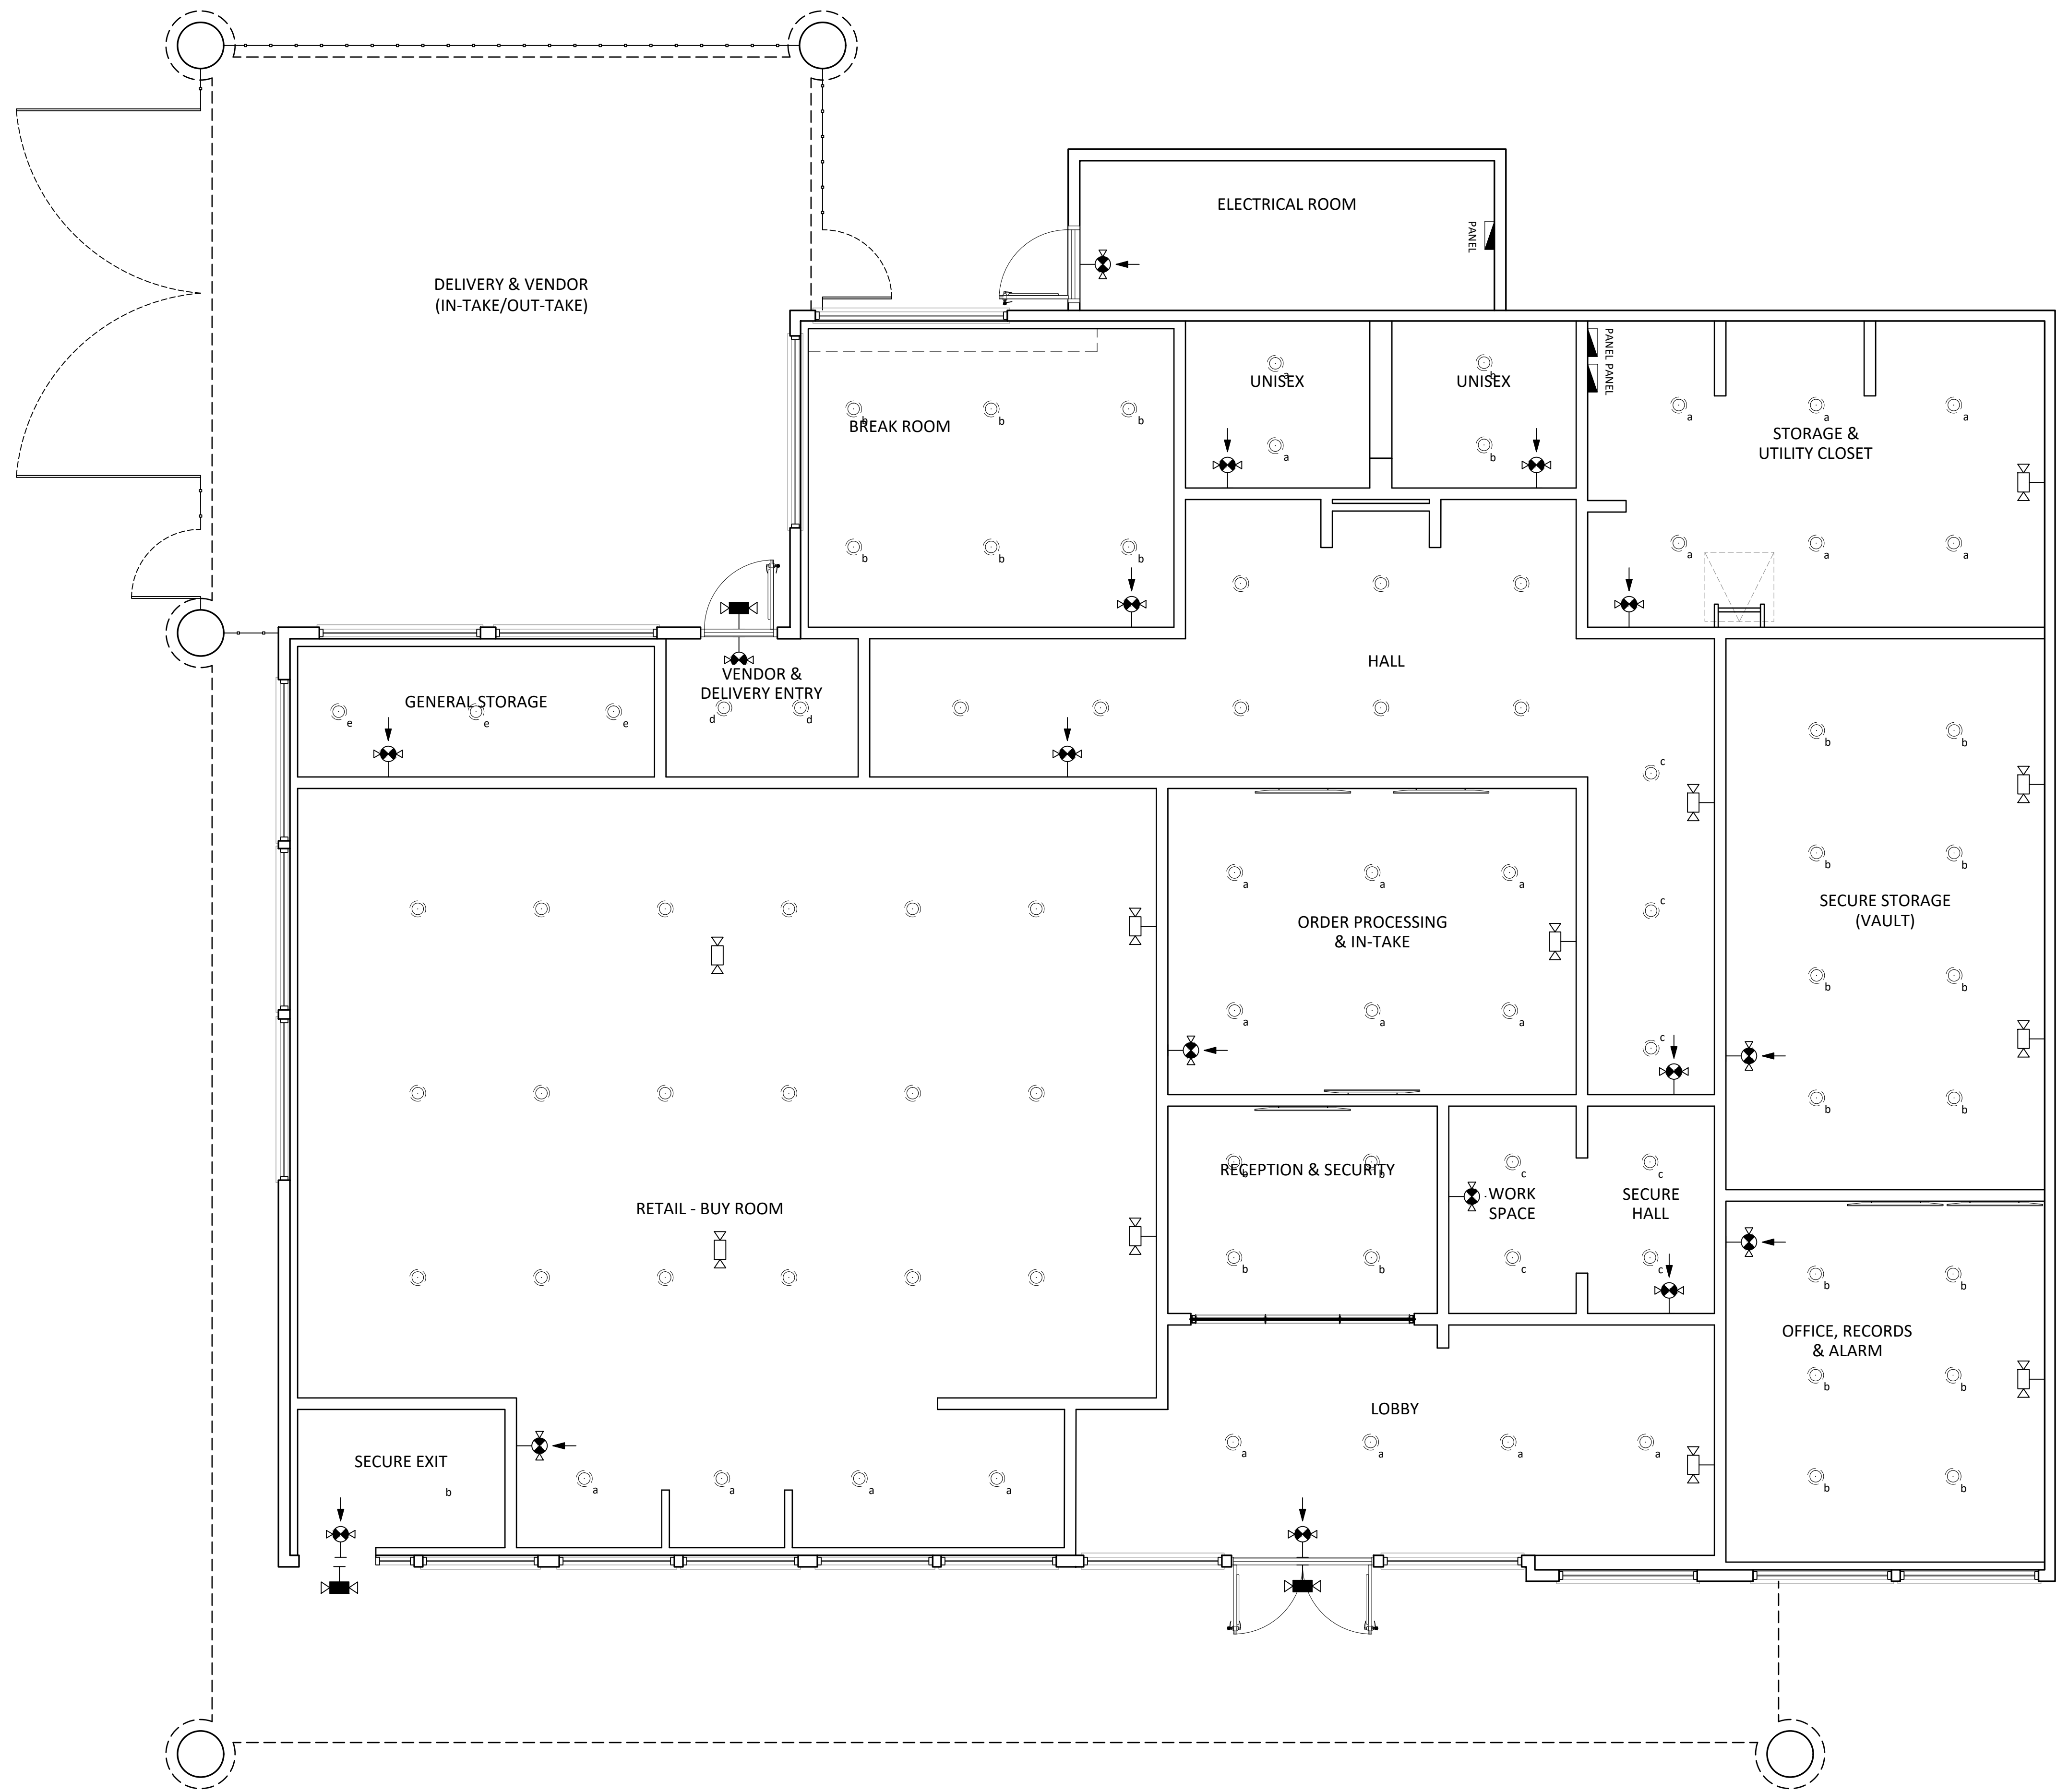 ELECTRICAL ROOM
PANEL
DELIVERY & VENDOR
(IN-TAKE/OUT-TAKE)
PANEL PANEL
a
UNISEX
b
UNISEX
b
BREAK ROOM
b
b
a
b
a
a
a
STORAGE &
UTILITY CLOSET
b
b
b
a
a
a
HALL
VENDOR &
DELIVERY ENTRY
d
d
GENERAL STORAGE
e
e
e
c
b
b
a
a
a
b
b
c
SECURE STORAGE
(VAULT)
ORDER PROCESSING
& IN-TAKE
b
b
a
a
a
c
b
b
RECEPTION & SECURITY
b
b
c
WORK
SPACE
c
SECURE
HALL
RETAIL - BUY ROOM
b
b
c
c
b
b
OFFICE, RECORDS
& ALARM
b
b
LOBBY
a
a
a
a
SECURE EXIT
b
a
a
a
a
b
b